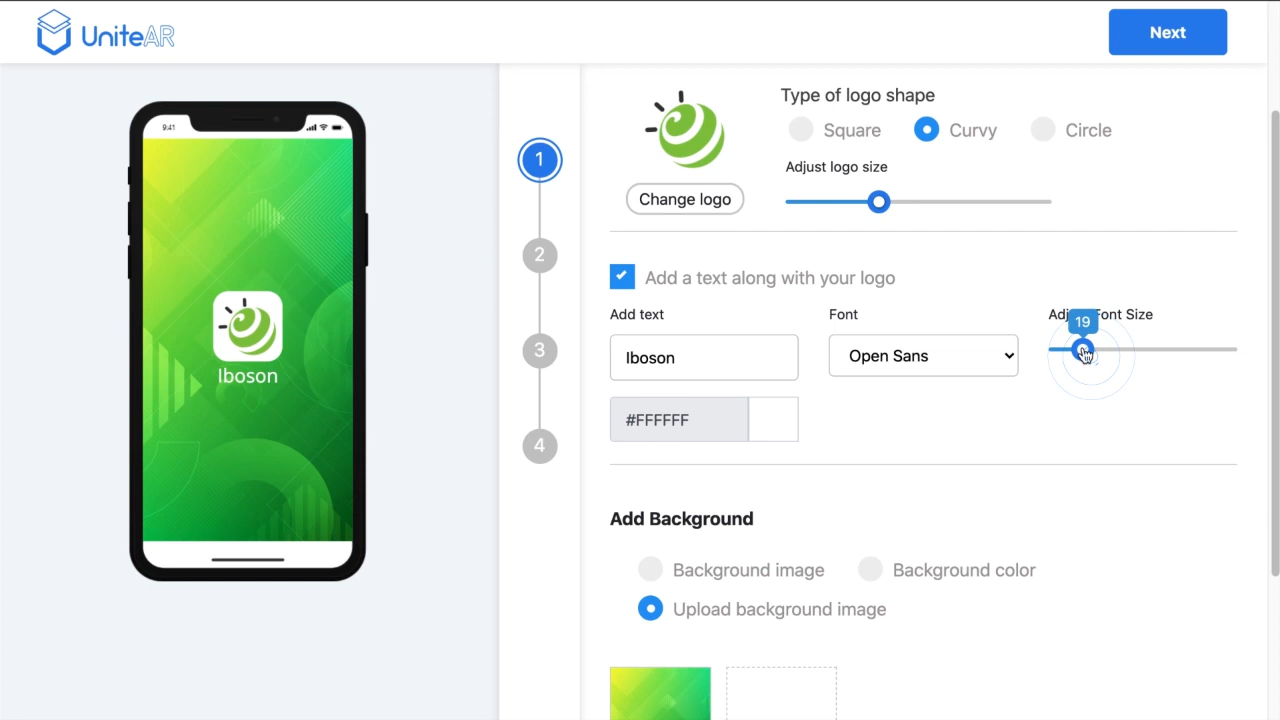 UniteAR
Next
9:41
Iboson
1
2
3
4
Type of logo shape
Square
Curvy
Circle
Adjust logo size
Change logo
Add a text along with your logo
Add text
Font
Font Size
19
Iboson
Open Sans
#FFFFFF
Add Background
Background image
Background color
Upload background image